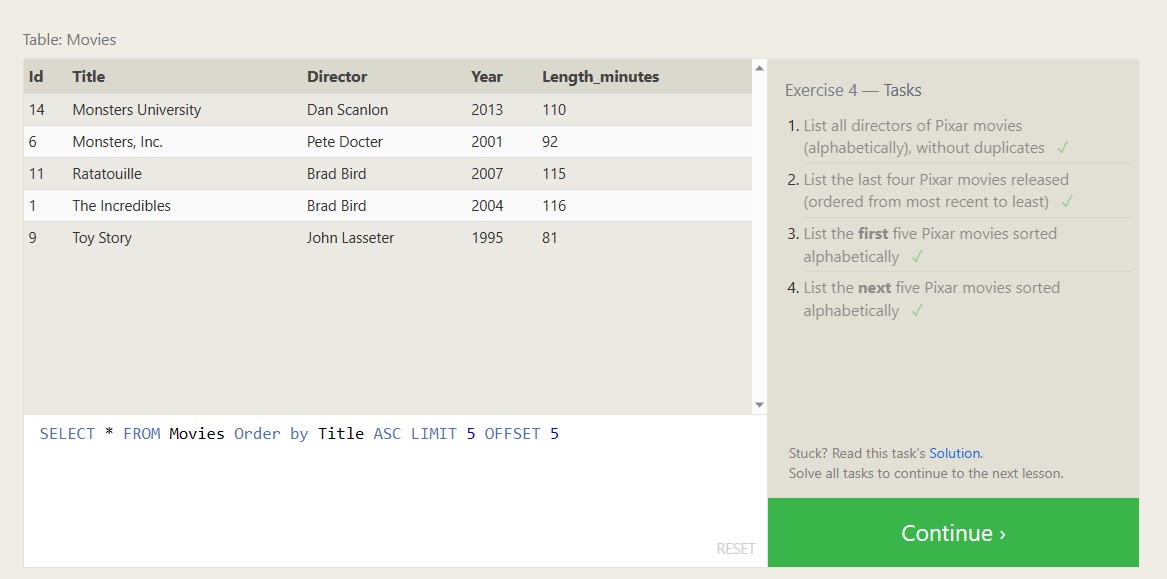 Table: Movies
Id Title Director Year Length_minutes
14 Monsters University Dan Scanlon 2013 110
6 Monsters, Inc. Pete Docter 2001 92
11 Ratatouille Brad Bird 2007 115
1 The Incredibles Brad Bird 2004 116
9 Toy Story John Lasseter 1995 81
SELECT * FROM Movies Order by Title ASC LIMIT 5 OFFSET 5
RESET
Exercise 4 — Tasks
1. List all directors of Pixar movies
(alphabetically), without duplicates ✓
2. List the last four Pixar movies released
(ordered from most recent to least) ✓
3. List the first five Pixar movies sorted
alphabetically ✓
4. List the next five Pixar movies sorted
alphabetically ✓
Stuck? Read this task's Solution.
Solve all tasks to continue to the next lesson.
Continue ›